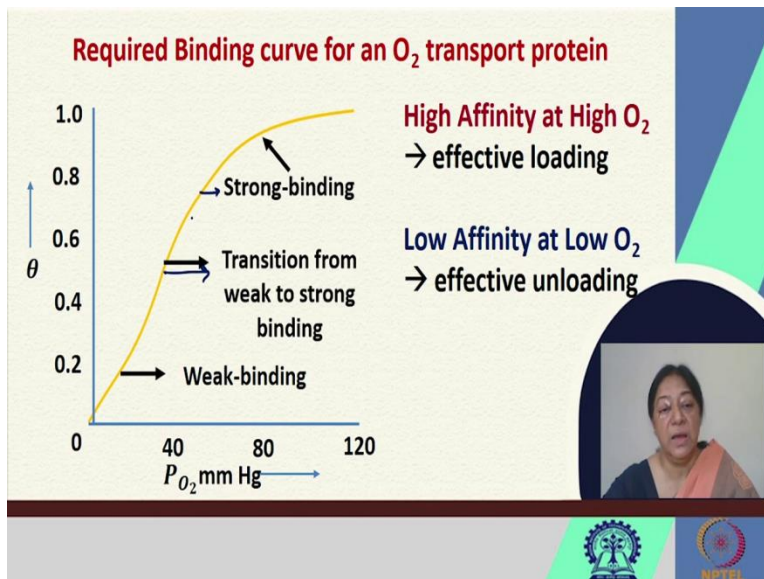 Required Binding curve for an O₂ transport protein
1.0
0.8
0.6
0.4
0.2
0
θ
Strong-binding
Transition from
weak to strong
binding
Weak-binding
40
80
120
P_O₂ mm Hg
High Affinity at High O₂
→ effective loading
Low Affinity at Low O₂
→ effective unloading
NPTEL